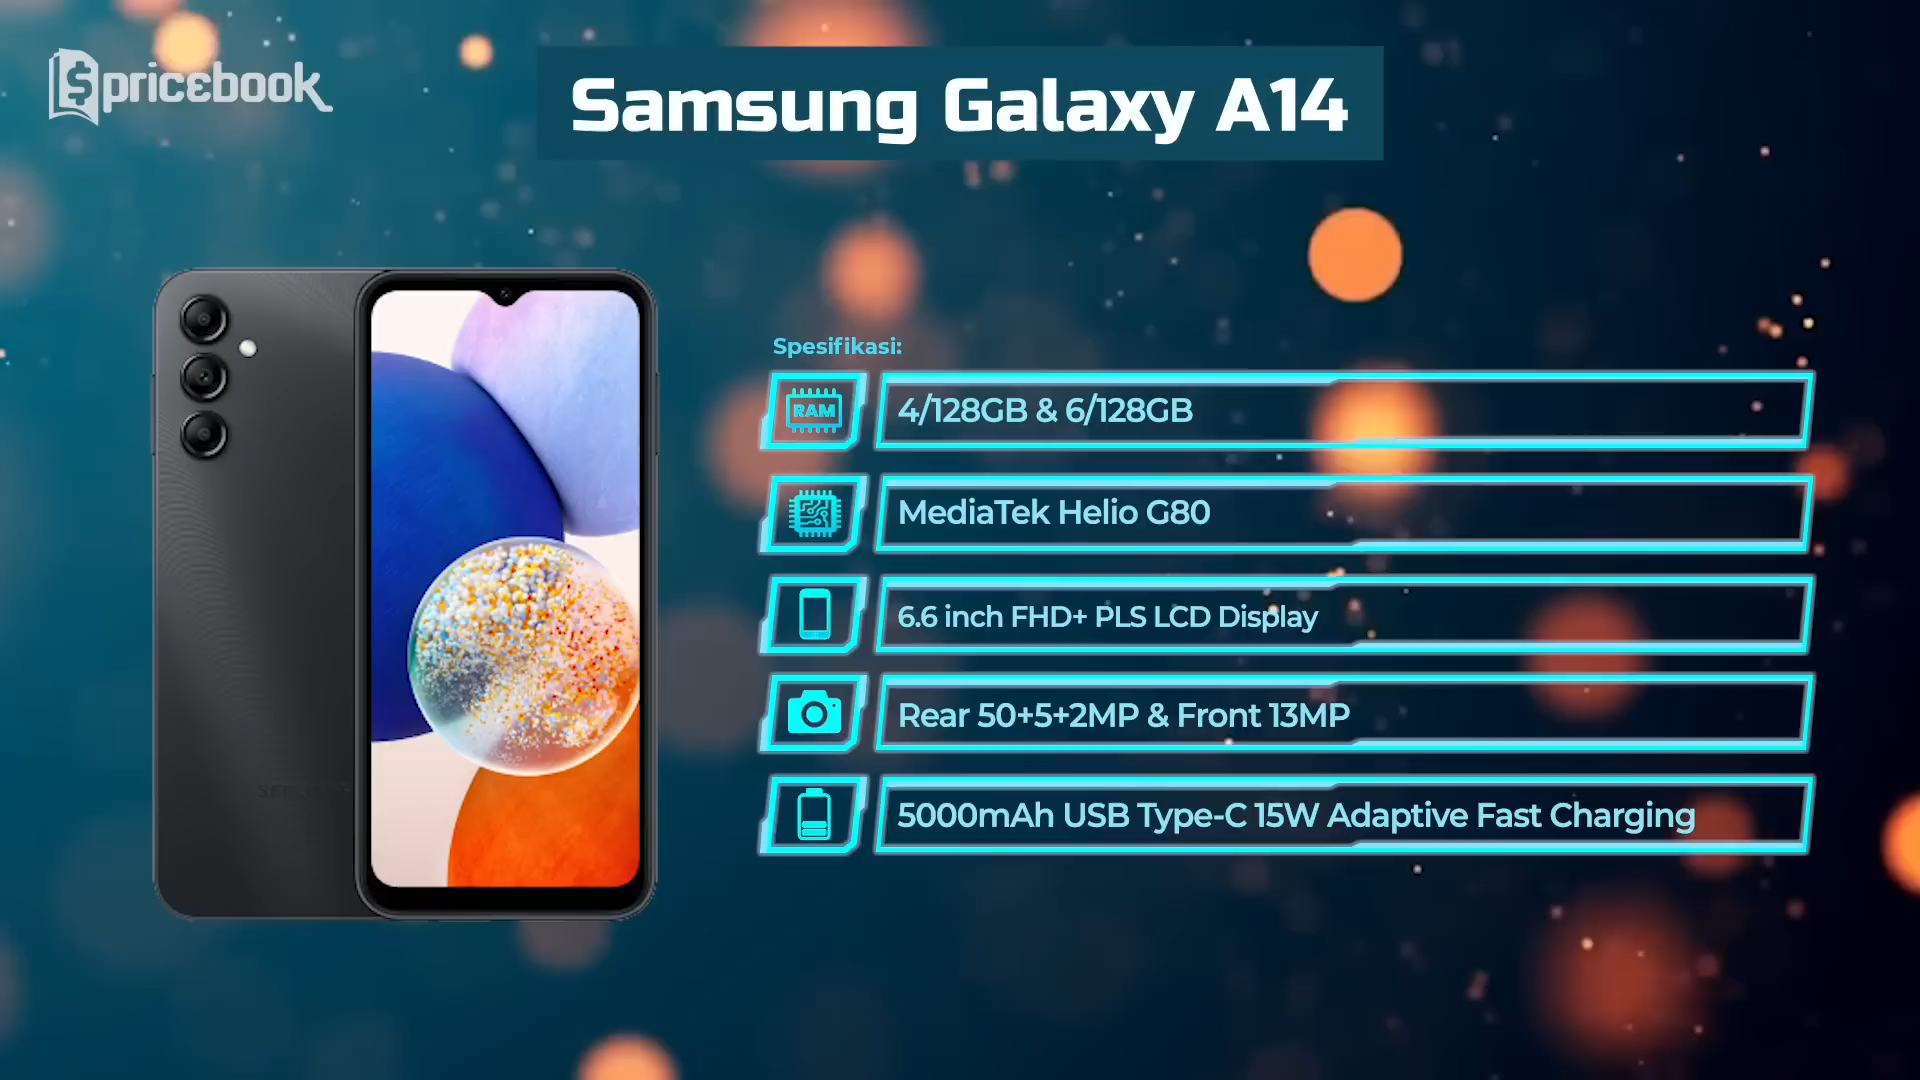 pricebook
Samsung Galaxy A14
Spesifikasi:
RAM
4/128GB & 6/128GB
MediaTek Helio G80
6.6 inch FHD+ PLS LCD Display
Rear 50+5+2MP & Front 13MP
5000mAh USB Type-C 15W Adaptive Fast Charging